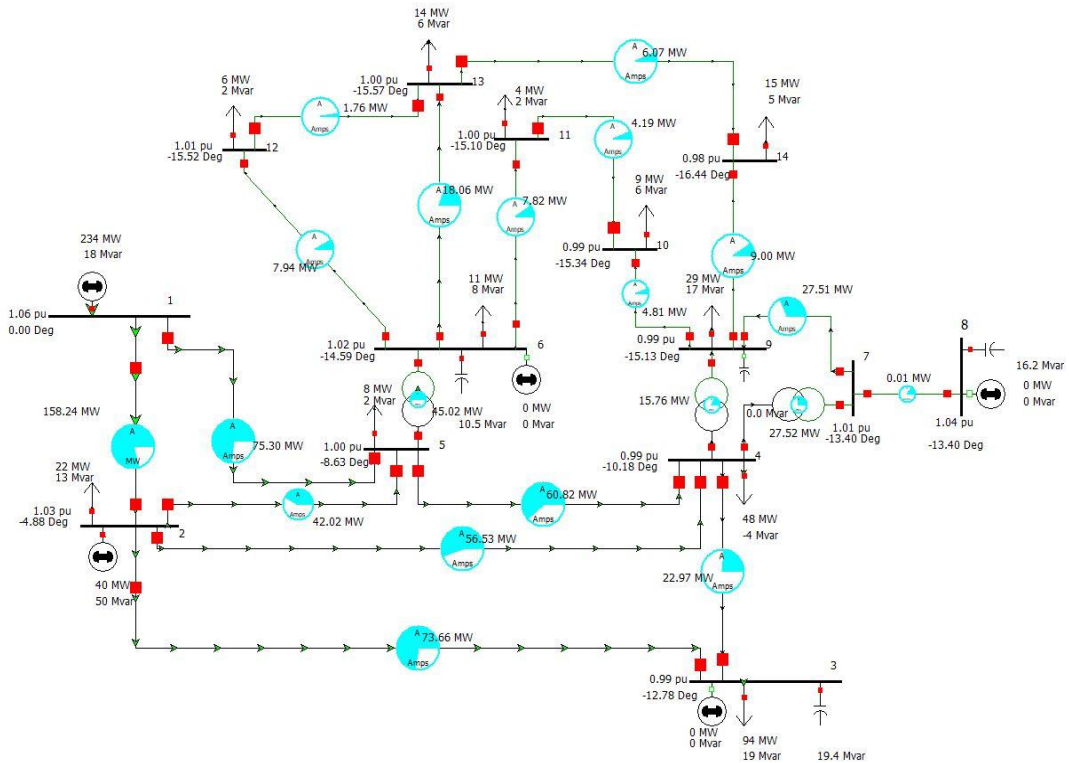 14 MW
6 Mvar
A
6.07 MW
Amps
1.00 pu
-15.57 Deg
13
6 MW
2 Mvar
A
1.76 MW
Amps
4 MW
2 Mvar
15 MW
5 Mvar
1.00 pu
-15.10 Deg
11
A
4.19 MW
Amps
1.01 pu
-15.52 Deg
12
0.98 pu
-16.44 Deg
14
A
18.06 MW
Amps
A
7.82 MW
Amps
9 MW
6 Mvar
234 MW
18 Mvar
A
Amps
7.94 MW
0.99 pu
-15.34 Deg
10
A
9.00 MW
Amps
29 MW
17 Mvar
A
Amps
4.81 MW
27.51 MW
A
Amps
11 MW
8 Mvar
1
1.06 pu
0.00 Deg
1.02 pu
-14.59 Deg
6
0.99 pu
-15.13 Deg
9
7
8
16.2 Mvar
0 MW
0 Mvar
0.01 MW
8 MW
2 Mvar
A
45.02 MW
10.5 Mvar
0 MW
0 Mvar
15.76 MW
0.0 Mvar
27.52 MW
1.01 pu
-13.40 Deg
1.04 pu
-13.40 Deg
158.24 MW
A
MW
A
75.30 MW
Amps
1.00 pu
-8.63 Deg
5
0.99 pu
-10.18 Deg
4
22 MW
13 Mvar
A
Amps
42.02 MW
A
60.82 MW
Amps
48 MW
-4 Mvar
1.03 pu
-4.88 Deg
2
A
56.53 MW
Amps
40 MW
50 Mvar
A
22.97 MW
Amps
A
73.66 MW
Amps
0.99 pu
-12.78 Deg
3
0 MW
0 Mvar
94 MW
19 Mvar
19.4 Mvar